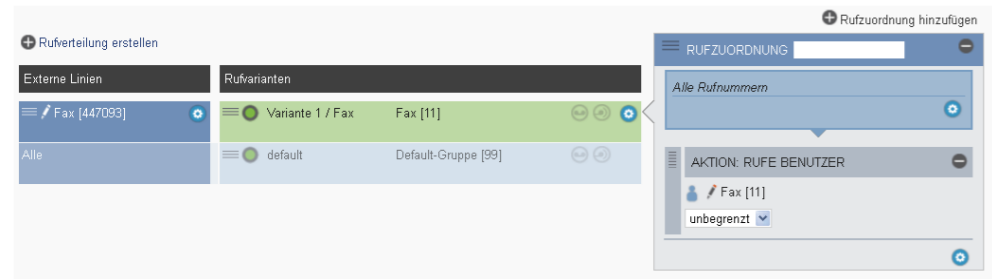 Rufzuordnung hinzufügen
Rufverteilung erstellen
RUFZUORDNUNG
Externe Linien Rufvarianten
Alle Rufnummern
Fax [447093] Variante 1 / Fax Fax [11]
Alle default Default-Gruppe [99]
AKTION: RUFE BENUTZER
Fax [11]
unbegrenzt